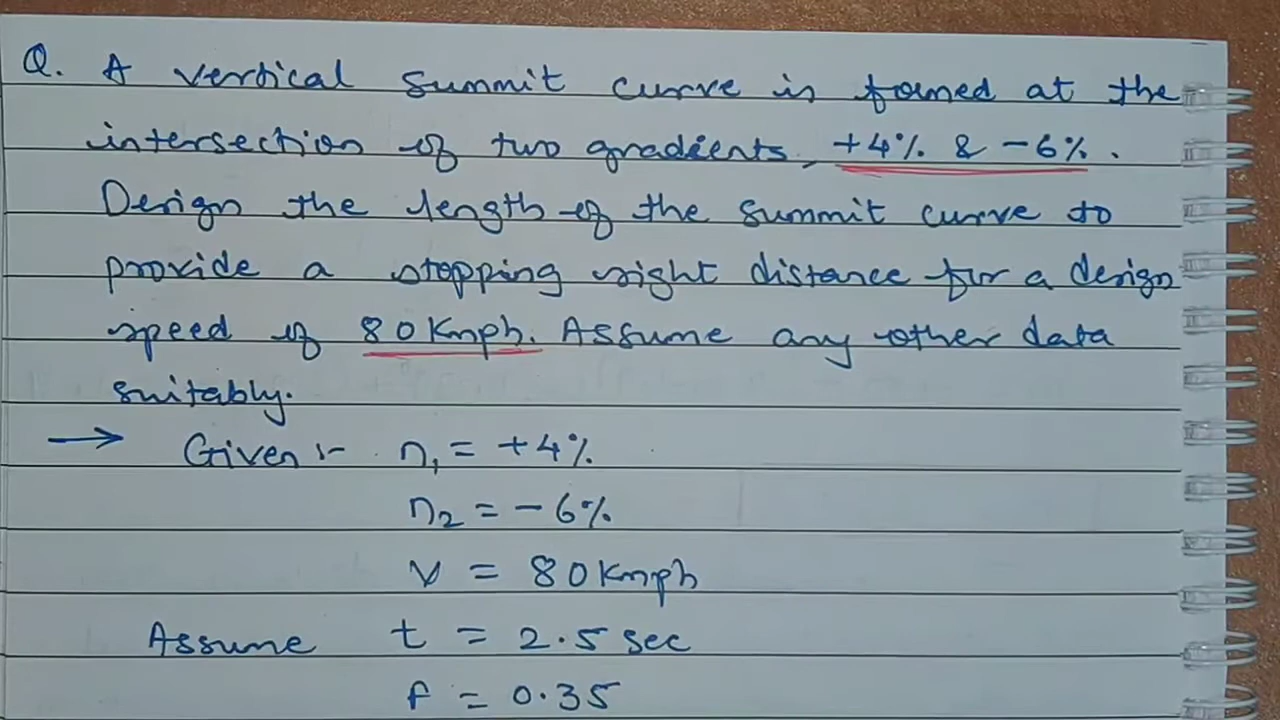 Q. A vertical summit curve is formed at the
intersection of two gradients, +4% & -6%.
Design the length of the summit curve to
provide a stopping sight distance for a design
speed of 80 Kmph. Assume any other data
suitably.
→ Given :- n₁ = +4%
n₂ = -6%
V = 80 Kmph
Assume t = 2.5 sec
f = 0.35